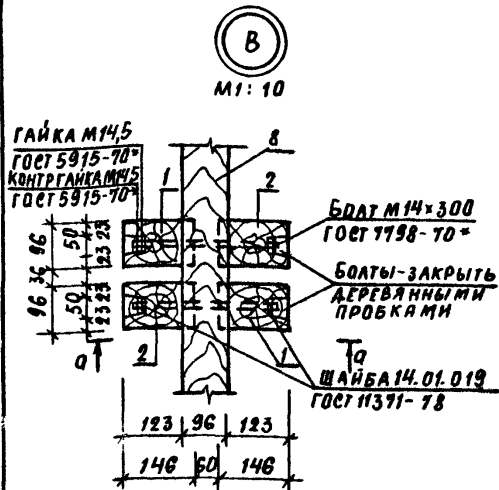 В
М1:10
ГАЙКА М14,5
ГОСТ 5915-70*
КОНТРГАЙКА М14,5
ГОСТ 5915-70*
1
8
2
БОЛТ М14×300
ГОСТ 7798-70*
БОЛТЫ-ЗАКРЫТЬ
ДЕРЕВЯННЫМИ
ПРОБКАМИ
96
50
23
23
36
96
50
23
23
а
2
1
а
ШАЙБА 14.01.019
ГОСТ 11371-78
123 96 123
146 60 146